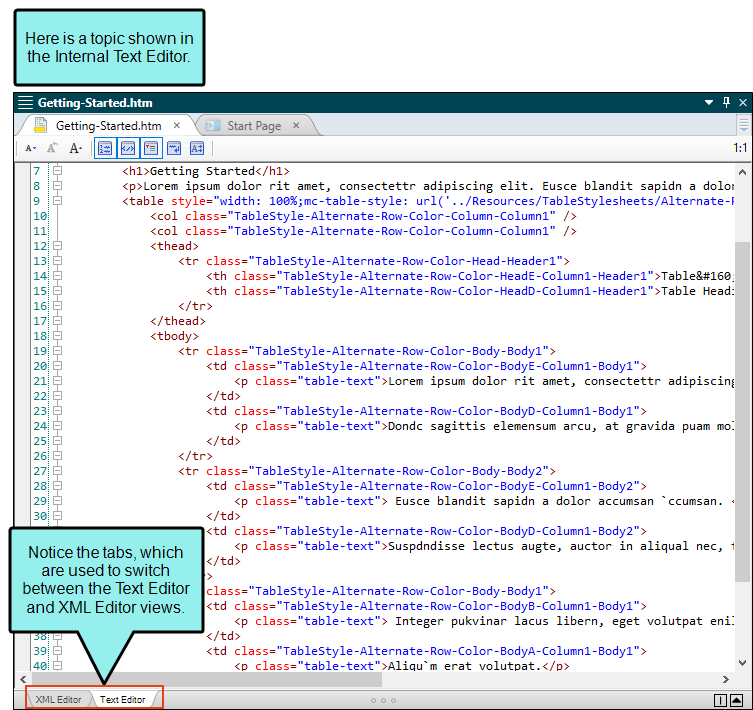 Here is a topic shown in
the Internal Text Editor.
Getting-Started.htm
Getting-Started.htm × Start Page ×
A- A A- 1:1
7 <h1>Getting Started</h1>
8 <p>Lorem ipsum dolor rit amet, consectettr adipiscing elit. Eusce blandit sapidn a dolor
9 <table style="width: 100%;mc-table-style: url('../Resources/TableStylesheets/Alternate-R
10 <col class="TableStyle-Alternate-Row-Color-Column-Column1" />
11 <col class="TableStyle-Alternate-Row-Color-Column-Column1" />
12 <thead>
13 <tr class="TableStyle-Alternate-Row-Color-Head-Header1">
14 <th class="TableStyle-Alternate-Row-Color-HeadE-Column1-Header1">Table&#160;
15 <th class="TableStyle-Alternate-Row-Color-HeadD-Column1-Header1">Table Headi
16 </tr>
17 </thead>
18 <tbody>
19 <tr class="TableStyle-Alternate-Row-Color-Body-Body1">
20 <td class="TableStyle-Alternate-Row-Color-BodyE-Column1-Body1">
21 <p class="table-text">Lorem ipsum dolor rit amet, consectettr adipiscing
22 </td>
23 <td class="TableStyle-Alternate-Row-Color-BodyD-Column1-Body1">
24 <p class="table-text">Dondc sagittis elemensum arcu, at gravida puam mol
25 </td>
26 </tr>
27 <tr class="TableStyle-Alternate-Row-Color-Body-Body2">
28 <td class="TableStyle-Alternate-Row-Color-BodyE-Column1-Body2">
29 <p class="table-text"> Eusce blandit sapidn a dolor accumsan `ccumsan. <
30 </td>
<td class="TableStyle-Alternate-Row-Color-BodyD-Column1-Body2">
<p class="table-text">Suspdndisse lectus augte, auctor in aliqual nec, f
</td>
>
class="TableStyle-Alternate-Row-Color-Body-Body1">
<td class="TableStyle-Alternate-Row-Color-BodyB-Column1-Body1">
<p class="table-text"> Integer pukvinar lacus libern, eget volutpat enil
Notice the tabs, which
are used to switch
between the Text Editor
and XML Editor views.
38 </td>
39 <td class="TableStyle-Alternate-Row-Color-BodyA-Column1-Body1">
40 <p class="table-text">Aliqu`m erat volutpat.</p>
XML Editor Text Editor